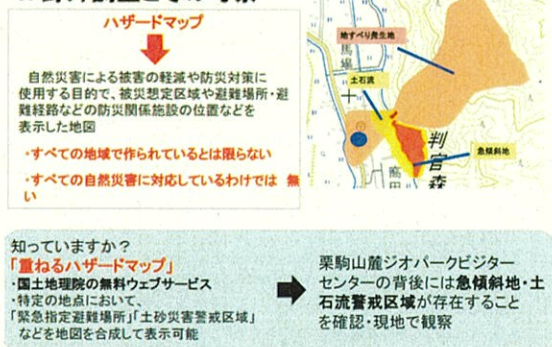 ハザードマップ
自然災害による被害の軽減や防災対策に
使用する目的で、被災想定区域や避難場所・避
難経路などの防災関係施設の位置などを
表示した地図
・すべての地域で作られているとは限らない
・すべての自然災害に対応しているわけでは 無
い
地すべり発生地
馬場
土石流
判官森
急傾斜地
高田
知っていますか？
「重ねるハザードマップ」
・国土地理院の無料ウェブサービス
・特定の地点において、
「緊急指定避難場所」「土砂災害警戒区域」
などを地図を合成して表示可能
栗駒山麓ジオパークビジター
センターの背後には急傾斜地・土
石流警戒区域が存在すること
を確認・現地で観察